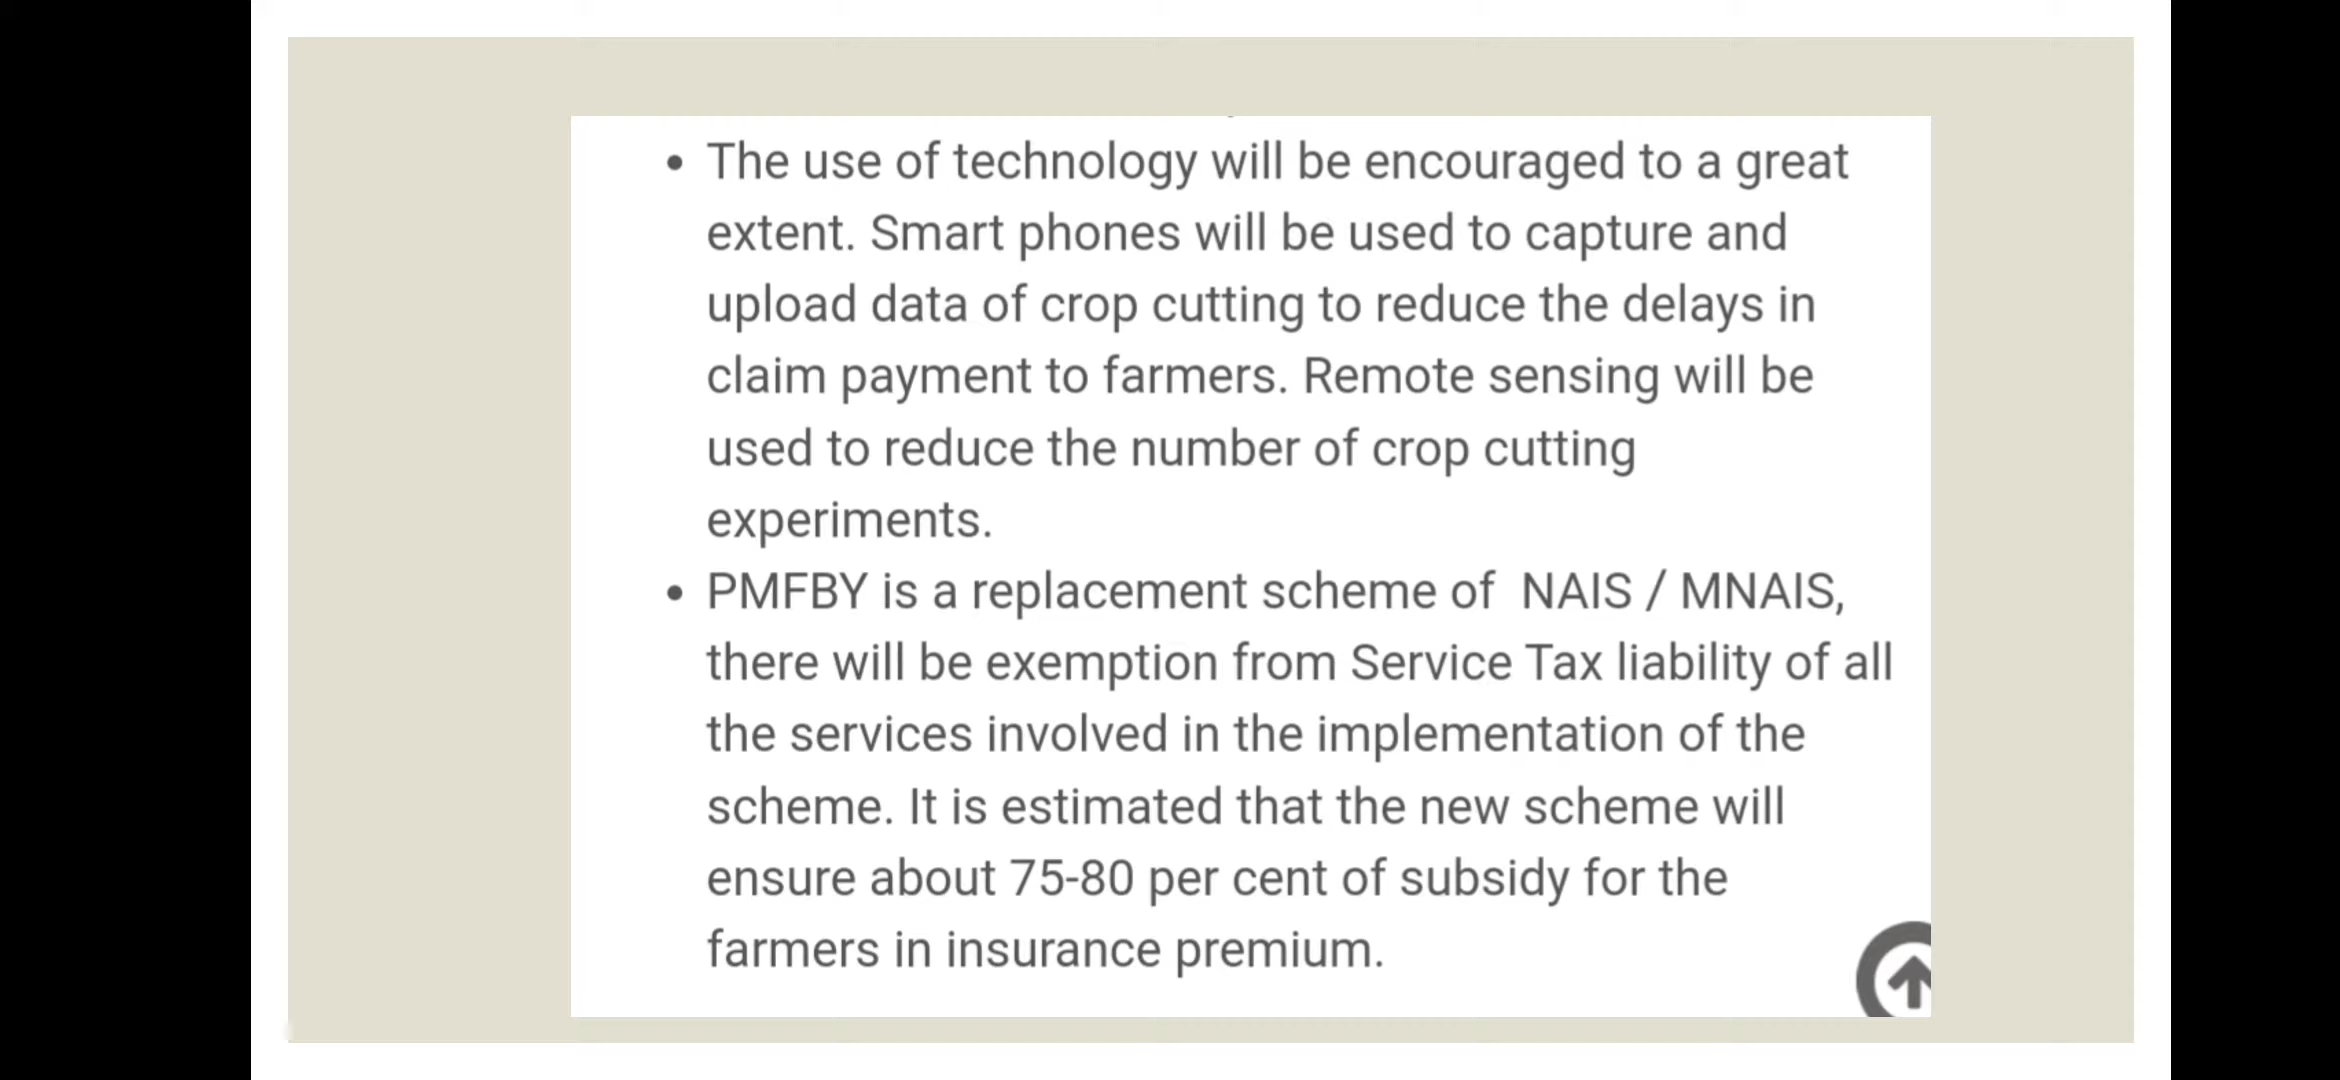 • The use of technology will be encouraged to a great
extent. Smart phones will be used to capture and
upload data of crop cutting to reduce the delays in
claim payment to farmers. Remote sensing will be
used to reduce the number of crop cutting
experiments.
• PMFBY is a replacement scheme of  NAIS / MNAIS,
there will be exemption from Service Tax liability of all
the services involved in the implementation of the
scheme. It is estimated that the new scheme will
ensure about 75-80 per cent of subsidy for the
farmers in insurance premium.